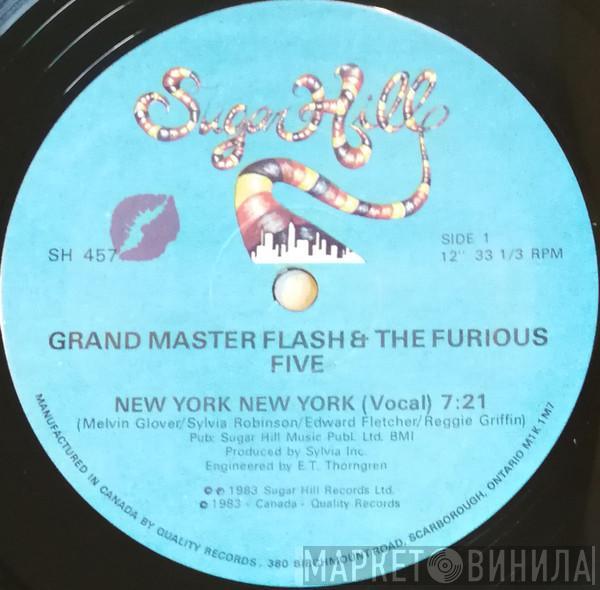 Sugar Hill
SH 457
SIDE 1
12" 33 1/3 RPM
GRAND MASTER FLASH & THE FURIOUS
FIVE
NEW YORK NEW YORK (Vocal) 7:21
(Melvin Glover/Sylvia Robinson/Edward Fletcher/Reggie Griffin)
Pub: Sugar Hill Music Publ. Ltd. BMI
Produced by Sylvia Inc.
Engineered by E.T. Thorngren
© ℗ 1983 Sugar Hill Records Ltd.
© 1983 - Canada - Quality Records
MANUFACTURED IN CANADA BY QUALITY RECORDS - 380 BIRCHMOUNT ROAD, SCARBOROUGH, ONTARIO M1K 1M7
МАРКЕТ ВИНИЛА